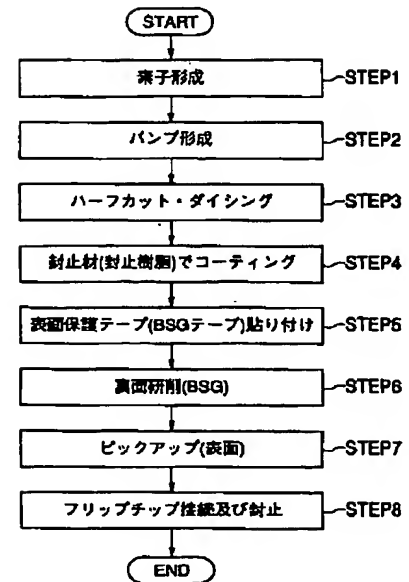 START
素子形成
STEP1
バンプ形成
STEP2
ハーフカット・ダイシング
STEP3
封止材(封止樹脂)でコーティング
STEP4
表面保護テープ(BSGテープ)貼り付け
STEP5
裏面研削(BSG)
STEP6
ピックアップ(表面)
STEP7
フリップチップ接続及び封止
STEP8
END